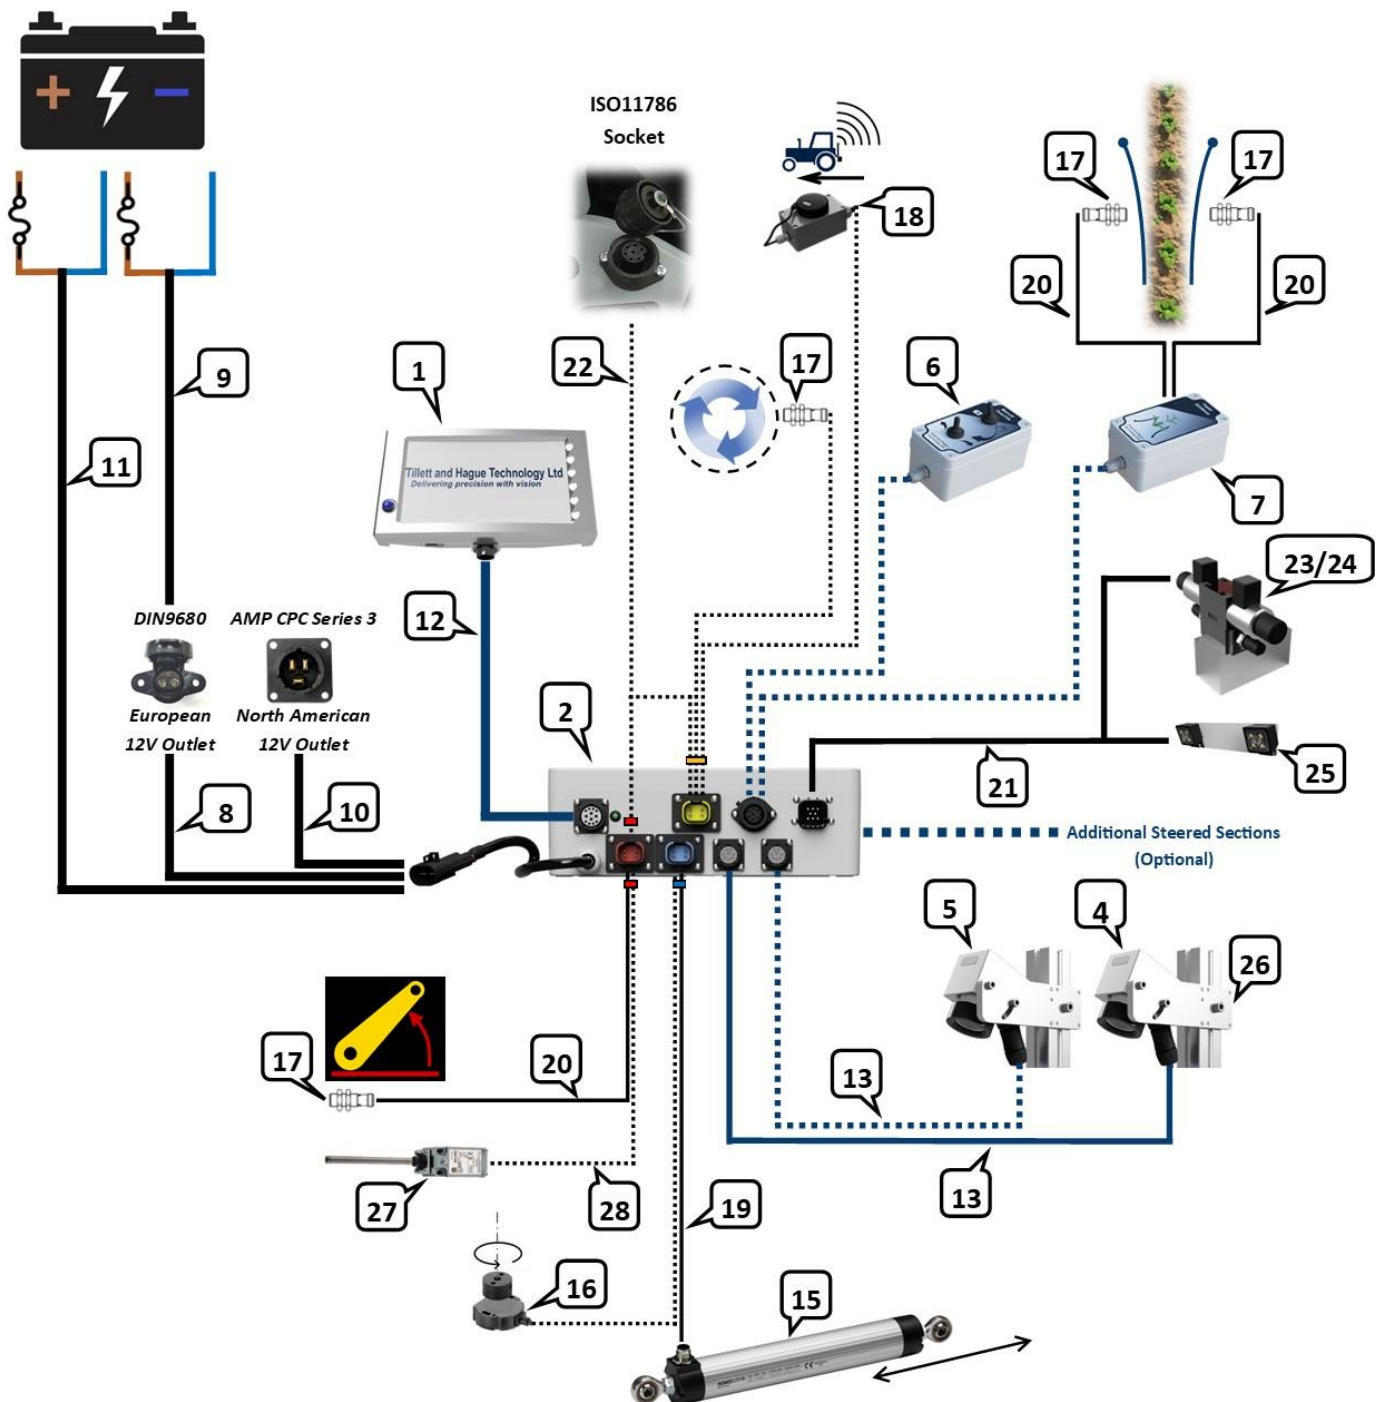 ISO11786
Socket
17
17
18
20
20
22
17
6
1
9
11
7
Tillett and Hague Technology Ltd
Delivering precision with vision
23/24
12
DIN9680
AMP CPC Series 3
European
12V Outlet
North American
12V Outlet
2
21
25
8
10
Additional Steered Sections
(Optional)
5
4
26
17
20
13
27
28
19
13
16
15